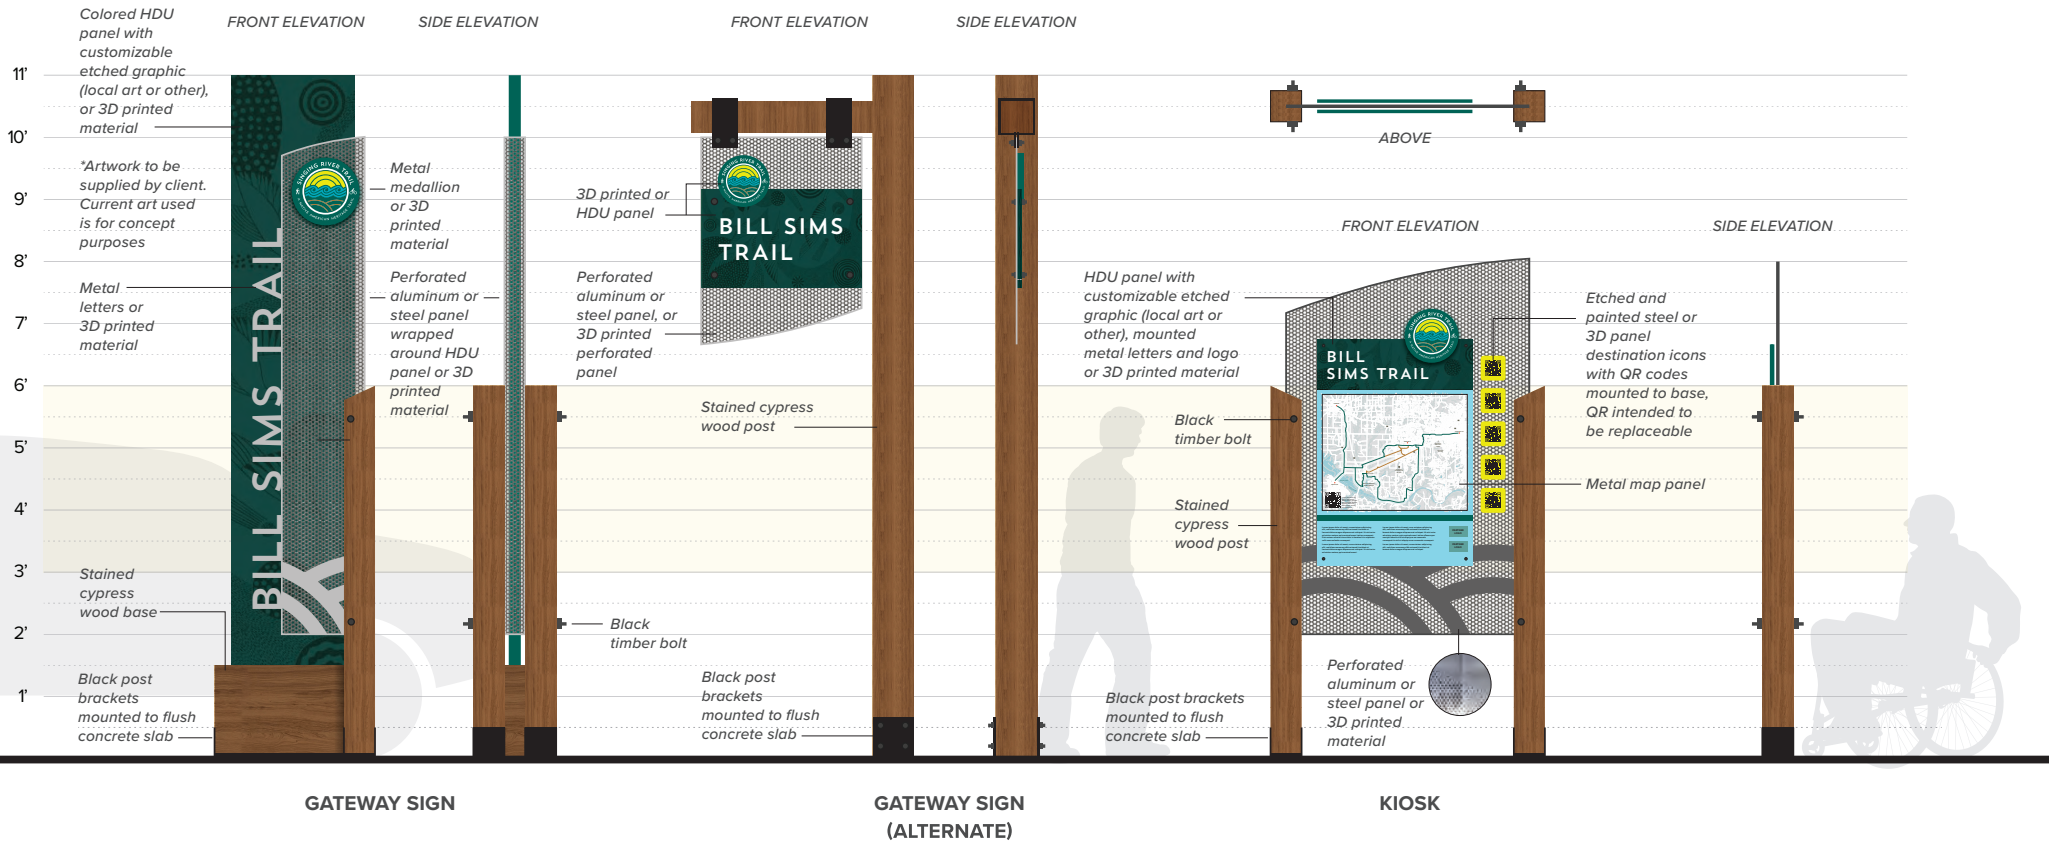 Colored HDU
panel with
customizable
etched graphic
(local art or other),
or 3D printed
material
*Artwork to be
supplied by client.
Current art used
is for concept
purposes
Metal
letters or
3D printed
material
Stained
cypress
wood base
Black post
brackets
mounted to flush
concrete slab
11'
10'
9'
8'
7'
6'
5'
4'
3'
2'
1'
FRONT ELEVATION
SIDE ELEVATION
BILL SIMS TRAIL
SINGING RIVER TRAIL
Metal
medallion
or 3D
printed
material
Perforated
aluminum or
steel panel
wrapped
around HDU
panel or 3D
printed
material
Black
timber bolt
GATEWAY SIGN
FRONT ELEVATION
SIDE ELEVATION
3D printed or
HDU panel
SINGING RIVER TRAIL
BILL SIMS
TRAIL
Perforated
aluminum or
steel panel, or
3D printed
perforated
panel
Stained cypress
wood post
Black post
brackets
mounted to flush
concrete slab
GATEWAY SIGN
(ALTERNATE)
ABOVE
FRONT ELEVATION
SIDE ELEVATION
HDU panel with
customizable etched
graphic (local art or
other), mounted
metal letters and logo
or 3D printed material
Black
timber bolt
Stained
cypress
wood post
Black post brackets
mounted to flush
concrete slab
SINGING RIVER TRAIL
BILL
SIMS TRAIL
Etched and
painted steel or
3D panel
destination icons
with QR codes
mounted to base,
QR intended to
be replaceable
Metal map panel
Perforated
aluminum or
steel panel or
3D printed
material
KIOSK